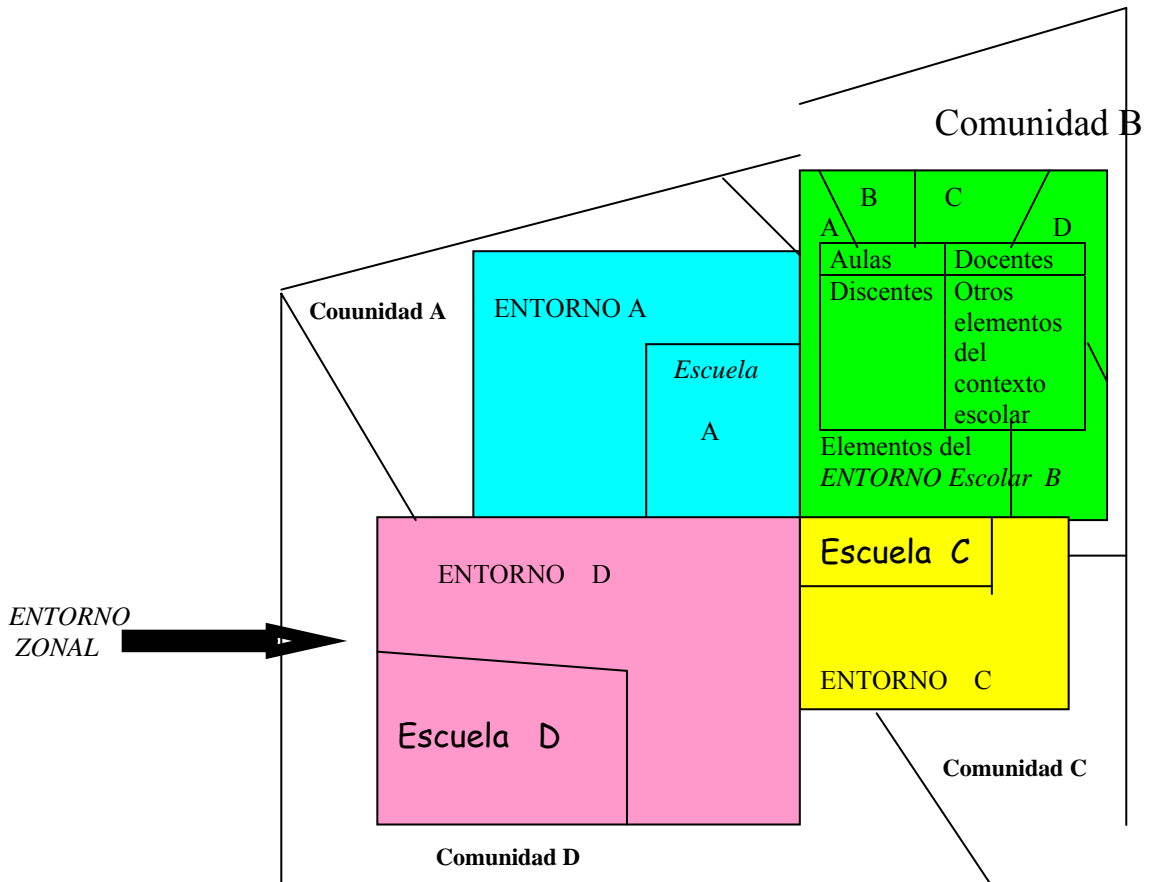 Comunidad B
B C
A D
Aulas Docentes
Discentes Otros
elementos
del
contexto
escolar
Elementos del
ENTORNO Escolar B
Couunidad A
ENTORNO A
Escuela
A
Escuela C
ENTORNO D
ENTORNO
ZONAL
ENTORNO C
Escuela D
Comunidad C
Comunidad D